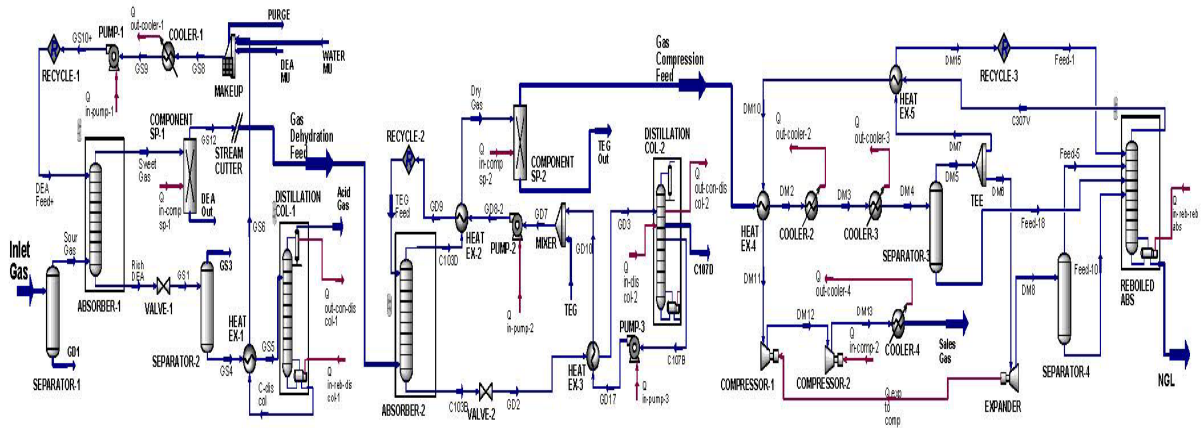 PURGE
Q
out-cooler-1
COOLER-1
PUMP-1
GS10+
GS9
GS8
WATER
MU
DEA
MU
RECYCLE-1
Q
in-pump-1
MAKEUP
COMPONENT
SP-1
GS12
STREAM
CUTTER
Gas
Dehydration
Feed
DEA
Feed+
Sweet
Gas
Q
in-comp
sp-1
DEA
Out
DISTILLATION
COL-1
Acid
Gas
GS6
Inlet
Gas
Sour
Gas
Rich
DEA
GS1
GS3
ABSORBER-1
VALVE-1
Q
out-con-dis
col-1
HEAT
EX-1
GS5
GS4
SEPARATOR-2
GD1
SEPARATOR-1
C-dis
col
Q
in-reb-dis
col-1
Gas
Compression
Feed
Dry
Gas
RECYCLE-2
Q
in-comp
sp-2
COMPONENT
SP-2
TEG
Out
DISTILLATION
COL-2
Q
out-con-dis
col-2
TEG
Feed
GD9
GD8-2
GD7
HEAT
EX-2
PUMP-2
MIXER
GD10
GD3
C103D
Q
in-dis
col-2
C107D
Q
in-pump-2
TEG
PUMP-3
HEAT
EX-3
C107B
GD17
Q
in-pump-3
ABSORBER-2
C103B
VALVE-2
GD2
DM15
Feed-1
RECYCLE-3
DM10
HEAT
EX-5
C307V
Q
out-cooler-2
Q
out-cooler-3
DM7
Feed-5
DM5
DM6
DM2
DM3
DM4
TEE
HEAT
EX-4
COOLER-2
COOLER-3
SEPARATOR-3
Feed-18
Q
in-reb-reb
abs
DM11
Q
out-cooler-4
Feed-10
DM8
REBOILED
ABS
DM12
DM13
Q
in-comp-2
COOLER-4
Sales
Gas
COMPRESSOR-1
COMPRESSOR-2
SEPARATOR-4
Q exp
to
comp
EXPANDER
NGL